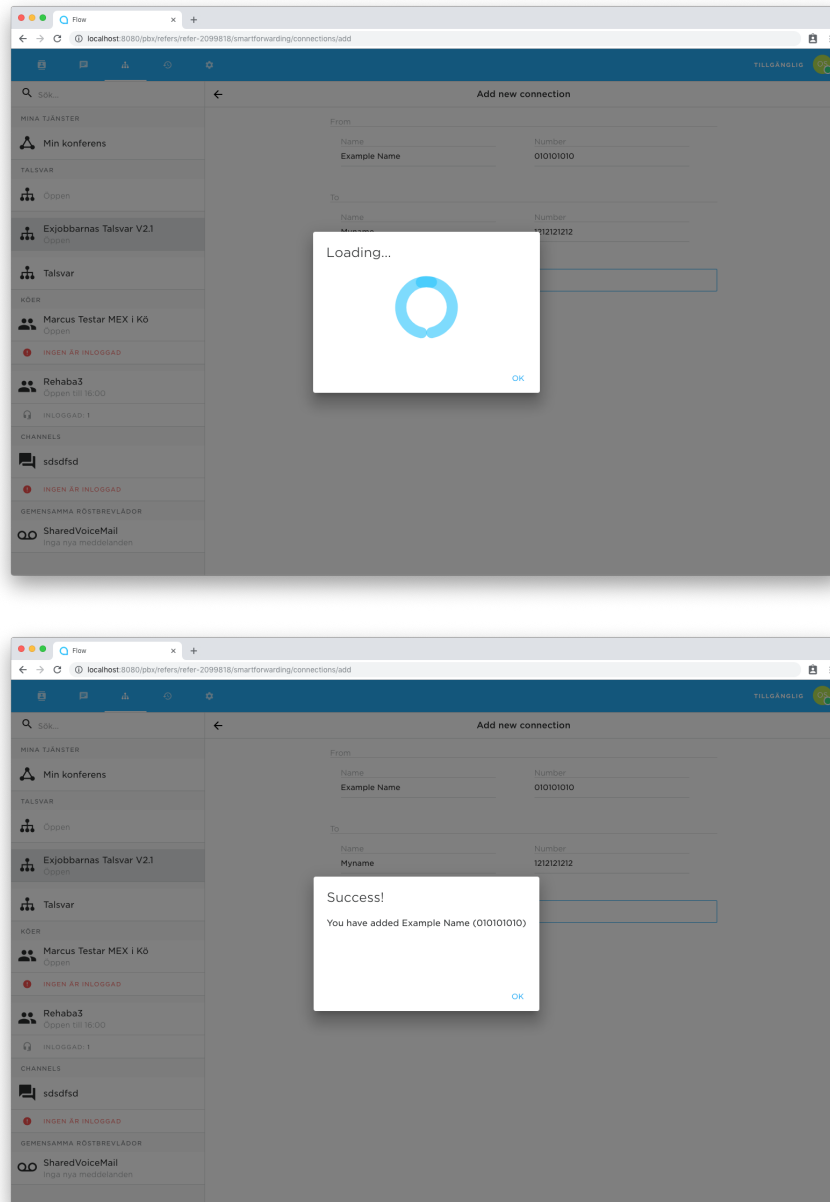 Flow
localhost:8080/pbx/refers/refer-2099818/smartforwarding/connections/add
TILLGÄNGLIG
Sök...
Add new connection
MINA TJÄNSTER
Min konferens
TALSVAR
Öppen
Exjobbarnas Talsvar V2.1
Öppen
Talsvar
KÖER
Marcus Testar MEX i Kö
Öppen
INGEN ÄR INLOGGAD
Rehaba3
Öppen till 16:00
INLOGGAD: 1
CHANNELS
sdsdfsd
INGEN ÄR INLOGGAD
GEMENSAMMA RÖSTBREVLÅDOR
SharedVoiceMail
Inga nya meddelanden
From
Name Number
Example Name 010101010
To
Name Number
Myname 1212121212
Loading...
OK
Flow
localhost:8080/pbx/refers/refer-2099818/smartforwarding/connections/add
TILLGÄNGLIG
Sök...
Add new connection
MINA TJÄNSTER
Min konferens
TALSVAR
Öppen
Exjobbarnas Talsvar V2.1
Öppen
Talsvar
KÖER
Marcus Testar MEX i Kö
Öppen
INGEN ÄR INLOGGAD
Rehaba3
Öppen till 16:00
INLOGGAD: 1
CHANNELS
sdsdfsd
INGEN ÄR INLOGGAD
GEMENSAMMA RÖSTBREVLÅDOR
SharedVoiceMail
Inga nya meddelanden
From
Name Number
Example Name 010101010
To
Name Number
Myname 1212121212
Success!
You have added Example Name (010101010)
OK